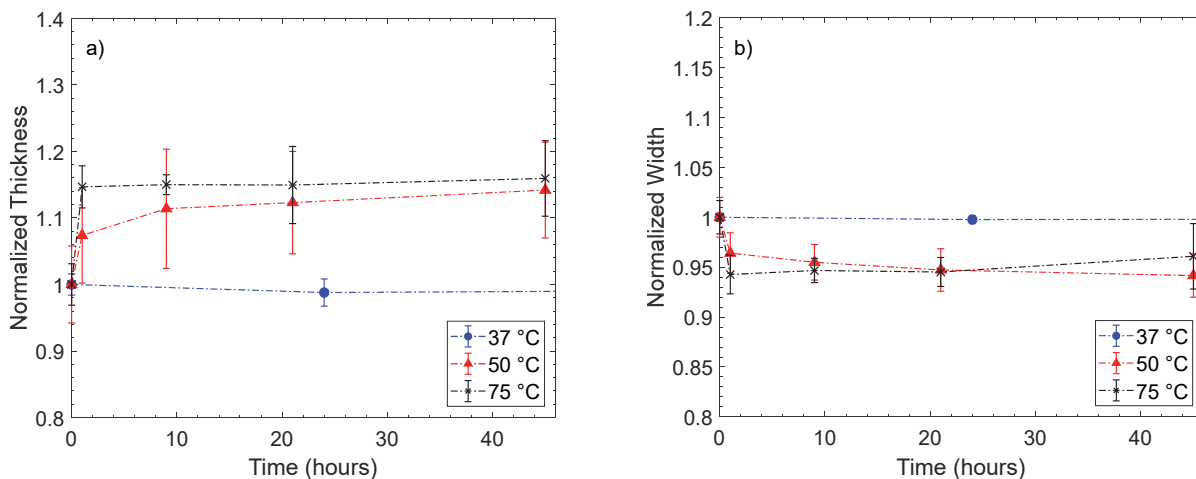 a)
Normalized Thickness
1.4
1.3
1.2
1.1
1
0.9
0.8
0
10
20
30
40
Time (hours)
37 °C
50 °C
75 °C
b)
Normalized Width
1.2
1.15
1.1
1.05
1
0.95
0.9
0.85
0.8
0
10
20
30
40
Time (hours)
37 °C
50 °C
75 °C